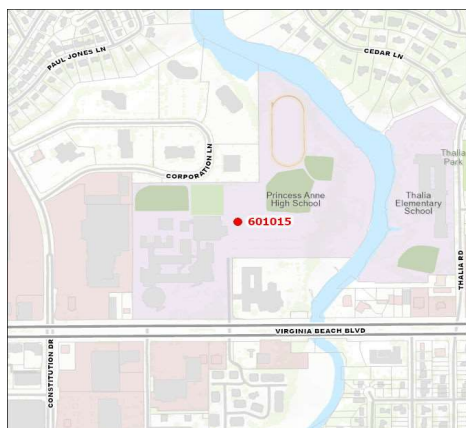 PAUL JONES LN
CEDAR LN
Thalia
Park
CORPORATION LN
Princess Anne
High School
Thalia
Elementary
School
601015
THALIA RD
VIRGINIA BEACH BLVD
CONSTITUTION DR